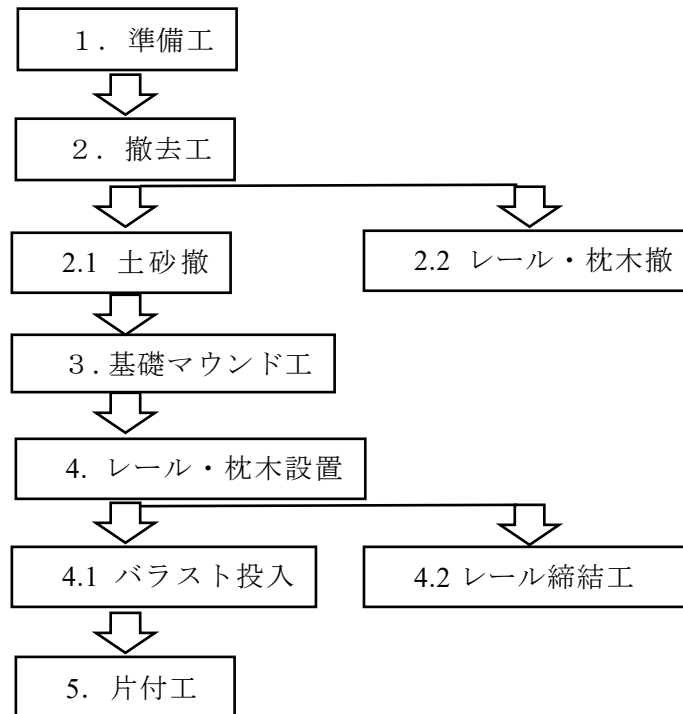 １．準備工
２．撤去工
2.1 土砂撤
2.2 レール・枕木撤
３.基礎マウンド工
4. レール・枕木設置
4.1 バラスト投入
4.2 レール締結工
5. 片付工